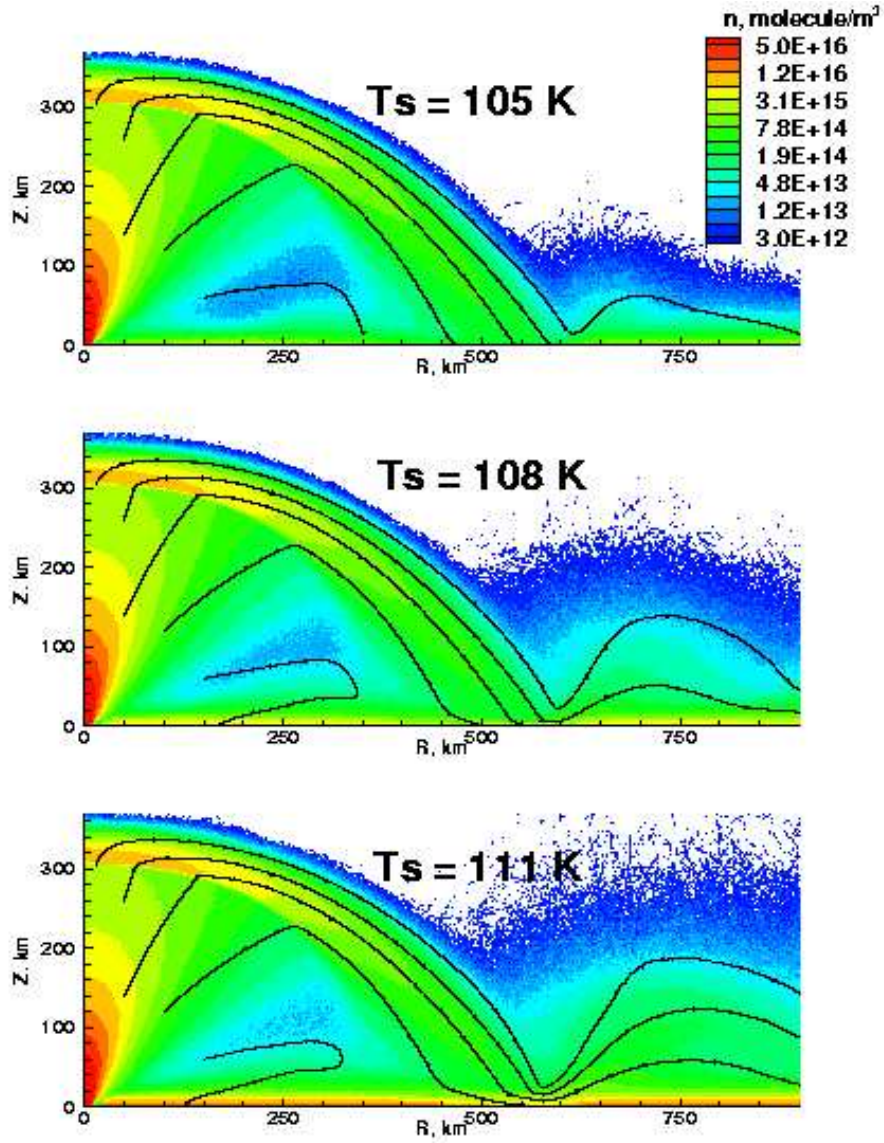 n, molecule/m³
5.0E+16
1.2E+16
3.1E+15
7.8E+14
1.9E+14
4.8E+13
1.2E+13
3.0E+12
Ts = 105 K
Z, km
300
200
100
0
0
250
500
750
R, km
Ts = 108 K
Z, km
300
200
100
0
0
250
500
750
R, km
Ts = 111 K
Z, km
300
200
100
0
0
250
500
750
R, km